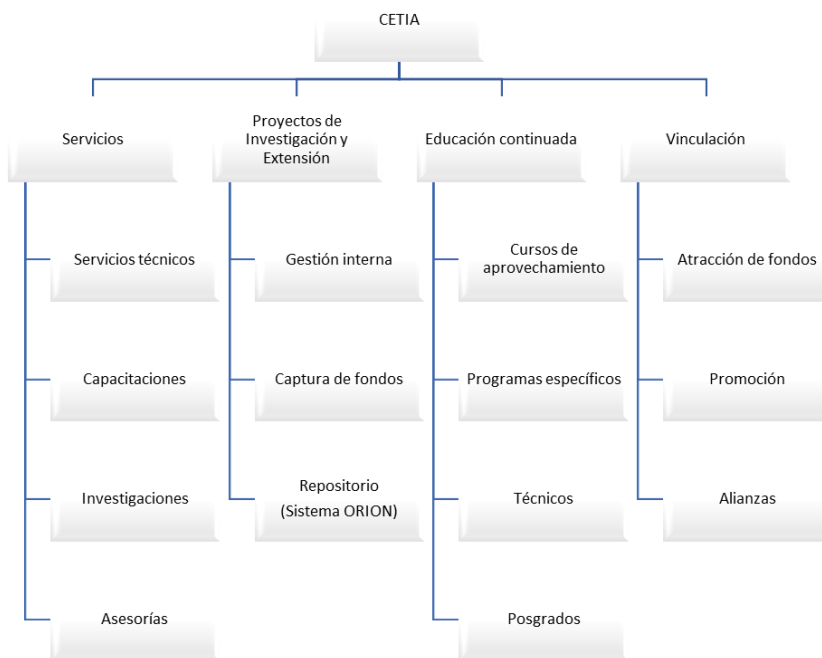 CETIA
Servicios
Servicios técnicos
Capacitaciones
Investigaciones
Asesorías
Proyectos de
Investigación y
Extensión
Gestión interna
Captura de fondos
Repositorio
(Sistema ORION)
Educación continuada
Cursos de
aprovechamiento
Programas específicos
Técnicos
Posgrados
Vinculación
Atracción de fondos
Promoción
Alianzas